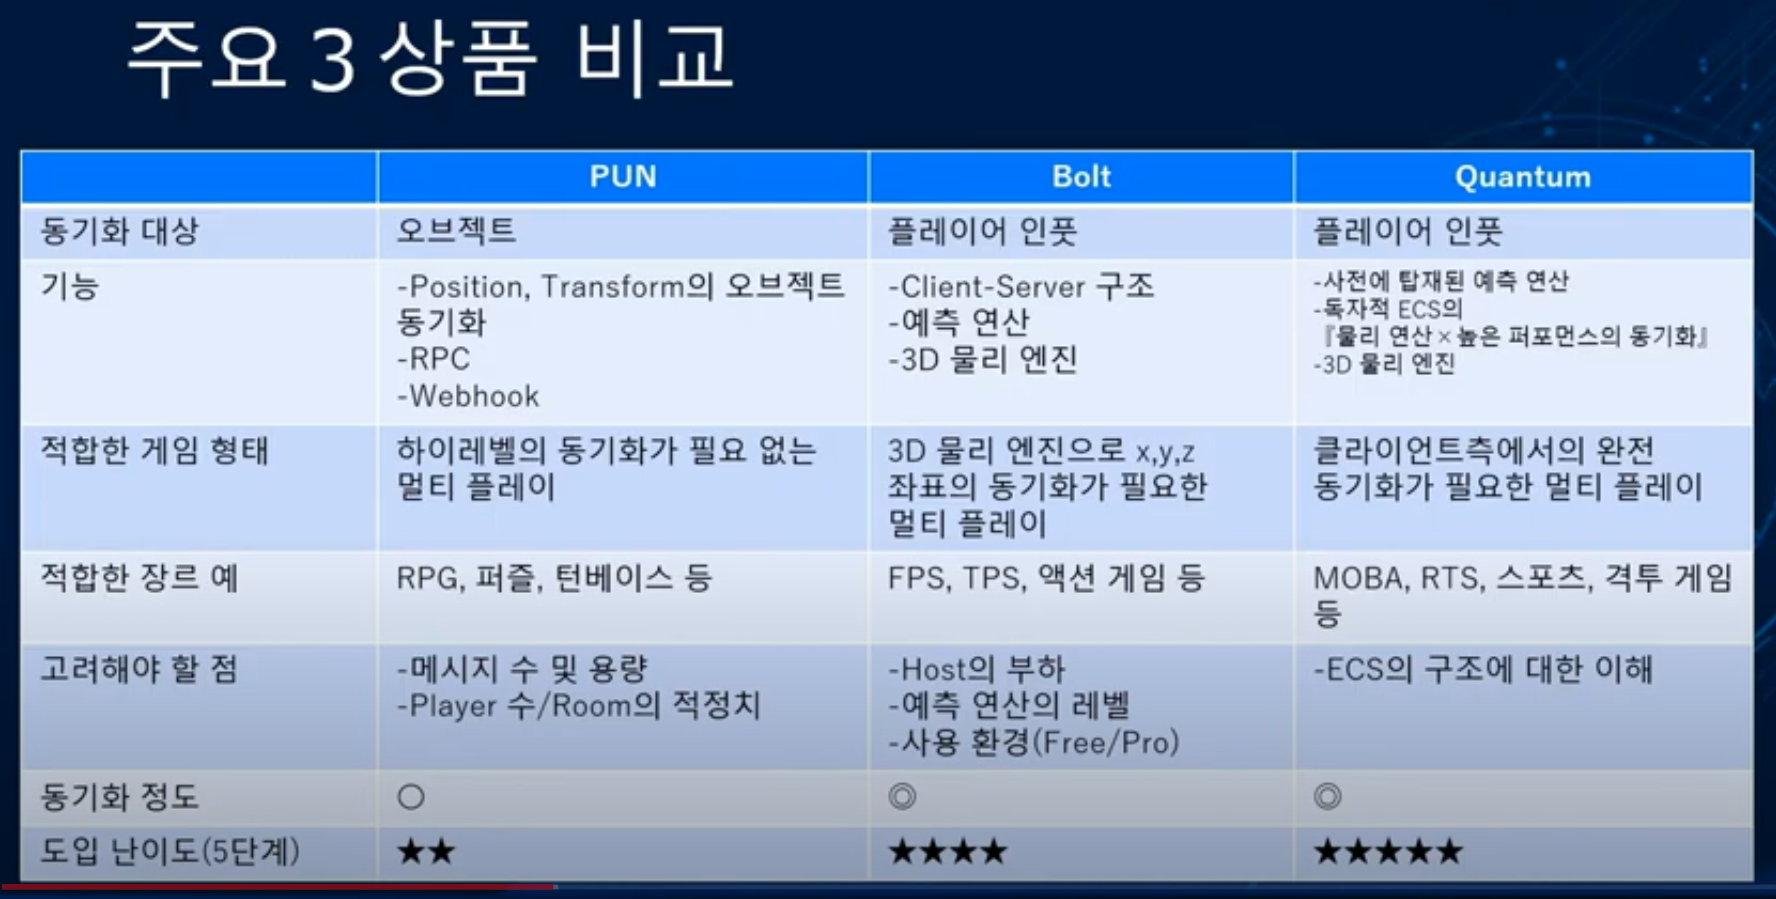 주요3상품 비교
PUN Bolt Quantum
동기화 대상 오브젝트 플레이어 인풋 플레이어 인풋
기능
-Position, Transform의 오브젝트
동기화
-RPC
-Webhook
-Client-Server 구조
-예측 연산
-3D 물리 엔진
-사전에 탑재된 예측 연산
-독자적 ECS의
『물리 연산×높은 퍼포먼스의 동기화』
-3D 물리 엔진
적합한 게임 형태
하이레벨의 동기화가 필요 없는
멀티 플레이
3D 물리 엔진으로 x,y,z
좌표의 동기화가 필요한
멀티 플레이
클라이언트측에서의 완전
동기화가 필요한 멀티 플레이
적합한 장르 예
RPG, 퍼즐, 턴베이스 등
FPS, TPS, 액션 게임 등
MOBA, RTS, 스포츠, 격투 게임
등
고려해야 할 점
-메시지 수 및 용량
-Player 수/Room의 적정치
-Host의 부하
-예측 연산의 레벨
-사용 환경(Free/Pro)
-ECS의 구조에 대한 이해
동기화 정도 ○ ◎ ◎
도입 난이도(5단계) ★★ ★★★★ ★★★★★